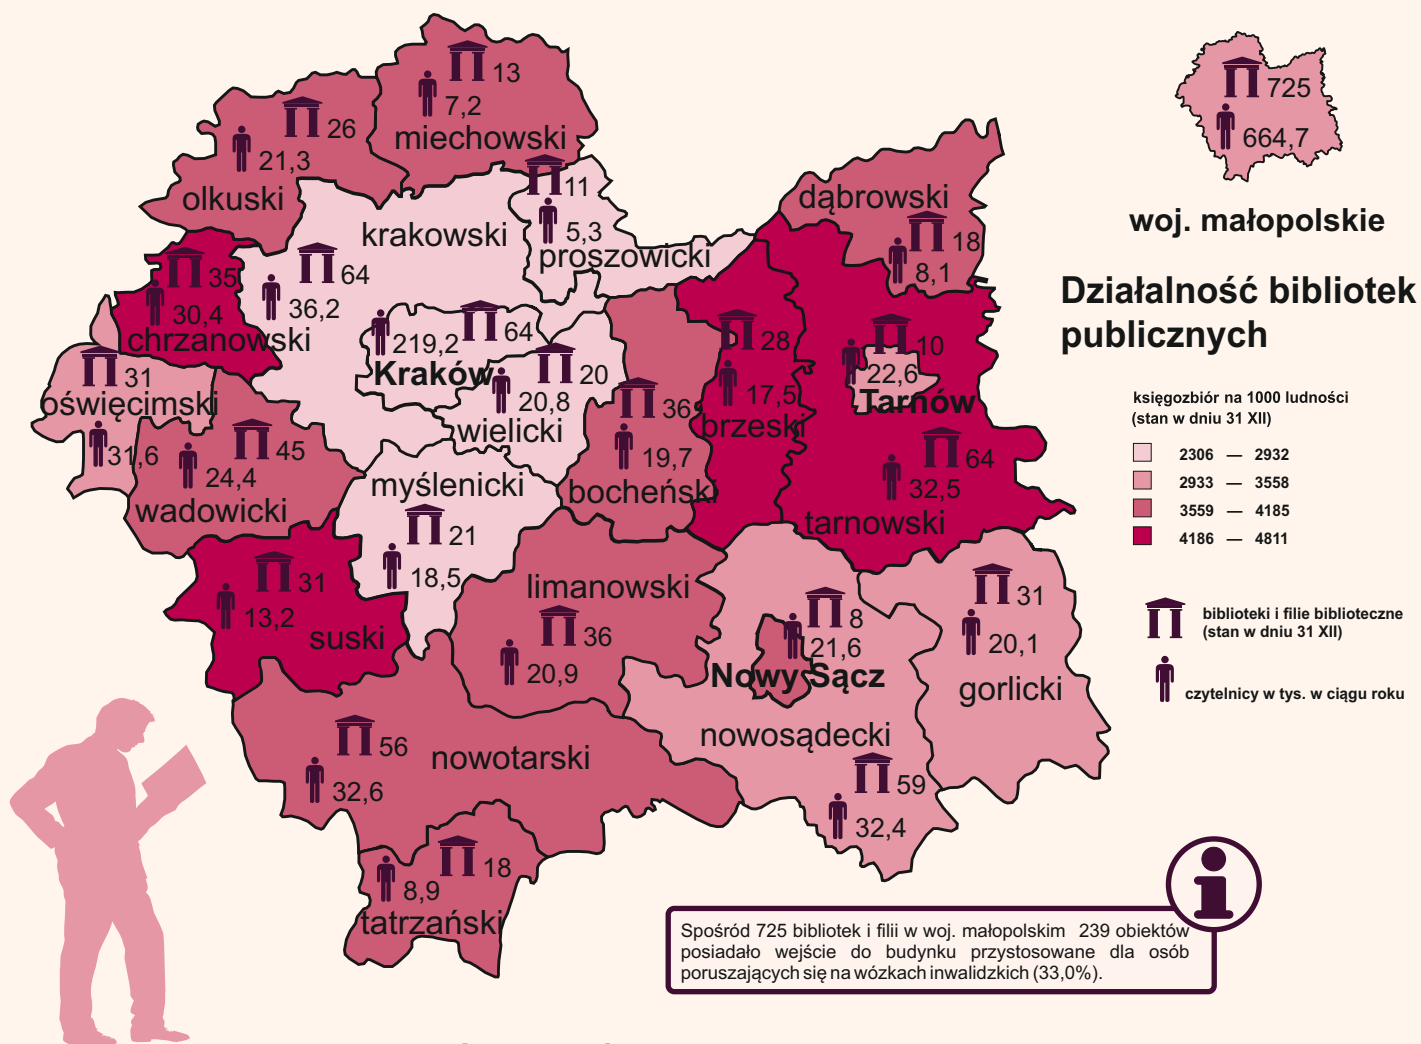 13
7,2
miechowski
26
21,3
olkuski
725
664,7
woj. małopolskie
Działalność bibliotek
publicznych
księgozbiór na 1000 ludności
(stan w dniu 31 XII)
2306 — 2932
2933 — 3558
3559 — 4185
4186 — 4811
biblioteki i filie biblioteczne
(stan w dniu 31 XII)
czytelnicy w tys. w ciągu roku
krakowski
64
36,2
11
5,3
proszowicki
dąbrowski
18
8,1
35
30,4
chrzanowski
219,2
64
Kraków
20
20,8
wielicki
28
17,5
brzeski
10
22,6
Tarnów
31
oświęcimski
31,6
45
24,4
wadowicki
36
19,7
bocheński
64
32,5
tarnowski
myślenicki
21
18,5
31
13,2
suski
limanowski
36
20,9
8
21,6
Nowy Sącz
31
20,1
gorlicki
nowosądecki
59
32,4
56
32,6
nowotarski
18
8,9
tatrzański
Spośród 725 bibliotek i filii w woj. małopolskim 239 obiektów
posiadało wejście do budynku przystosowane dla osób
poruszających się na wózkach inwalidzkich (33,0%).